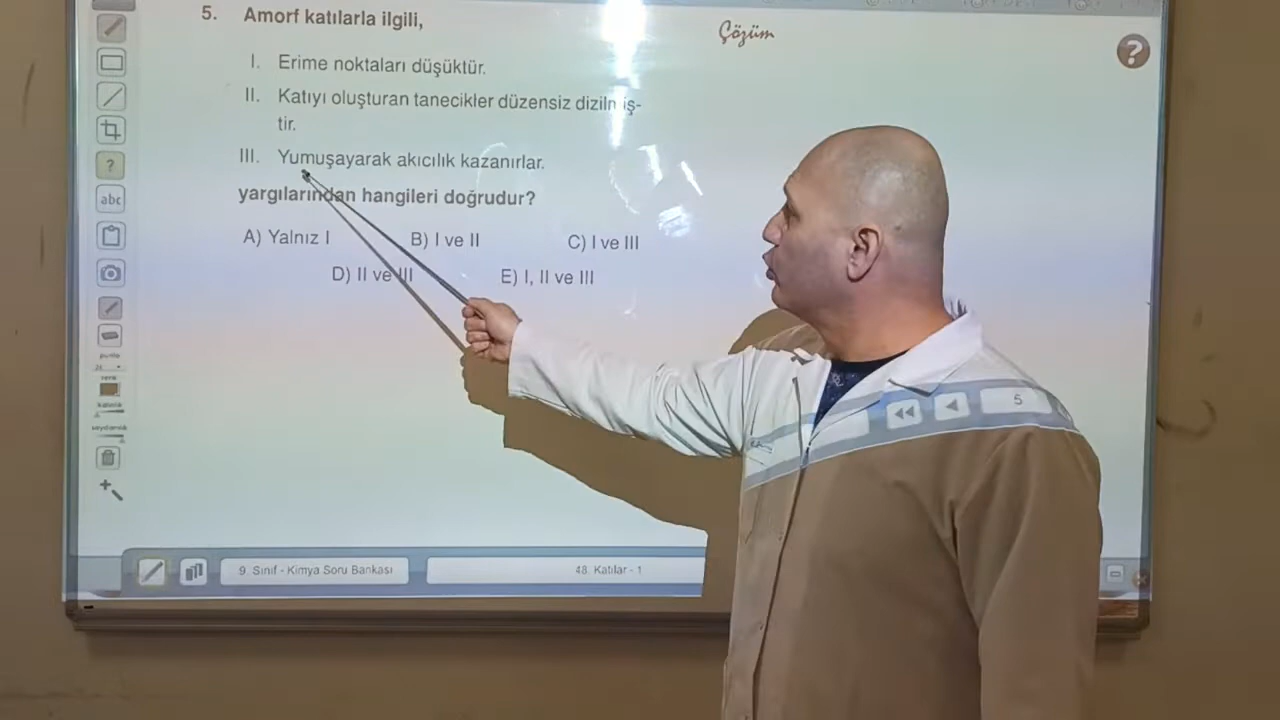 5. Amorf katılarla ilgili,
Çözüm
?
I. Erime noktaları düşüktür.
II. Katıyı oluşturan tanecikler düzensiz dizilmiş-
tir.
III. Yumuşayarak akıcılık kazanırlar.
yargılarından hangileri doğrudur?
A) Yalnız I B) I ve II C) I ve III
D) II ve III E) I, II ve III
?
abc
5
9. Sınıf - Kimya Soru Bankası
48. Katılar - 1